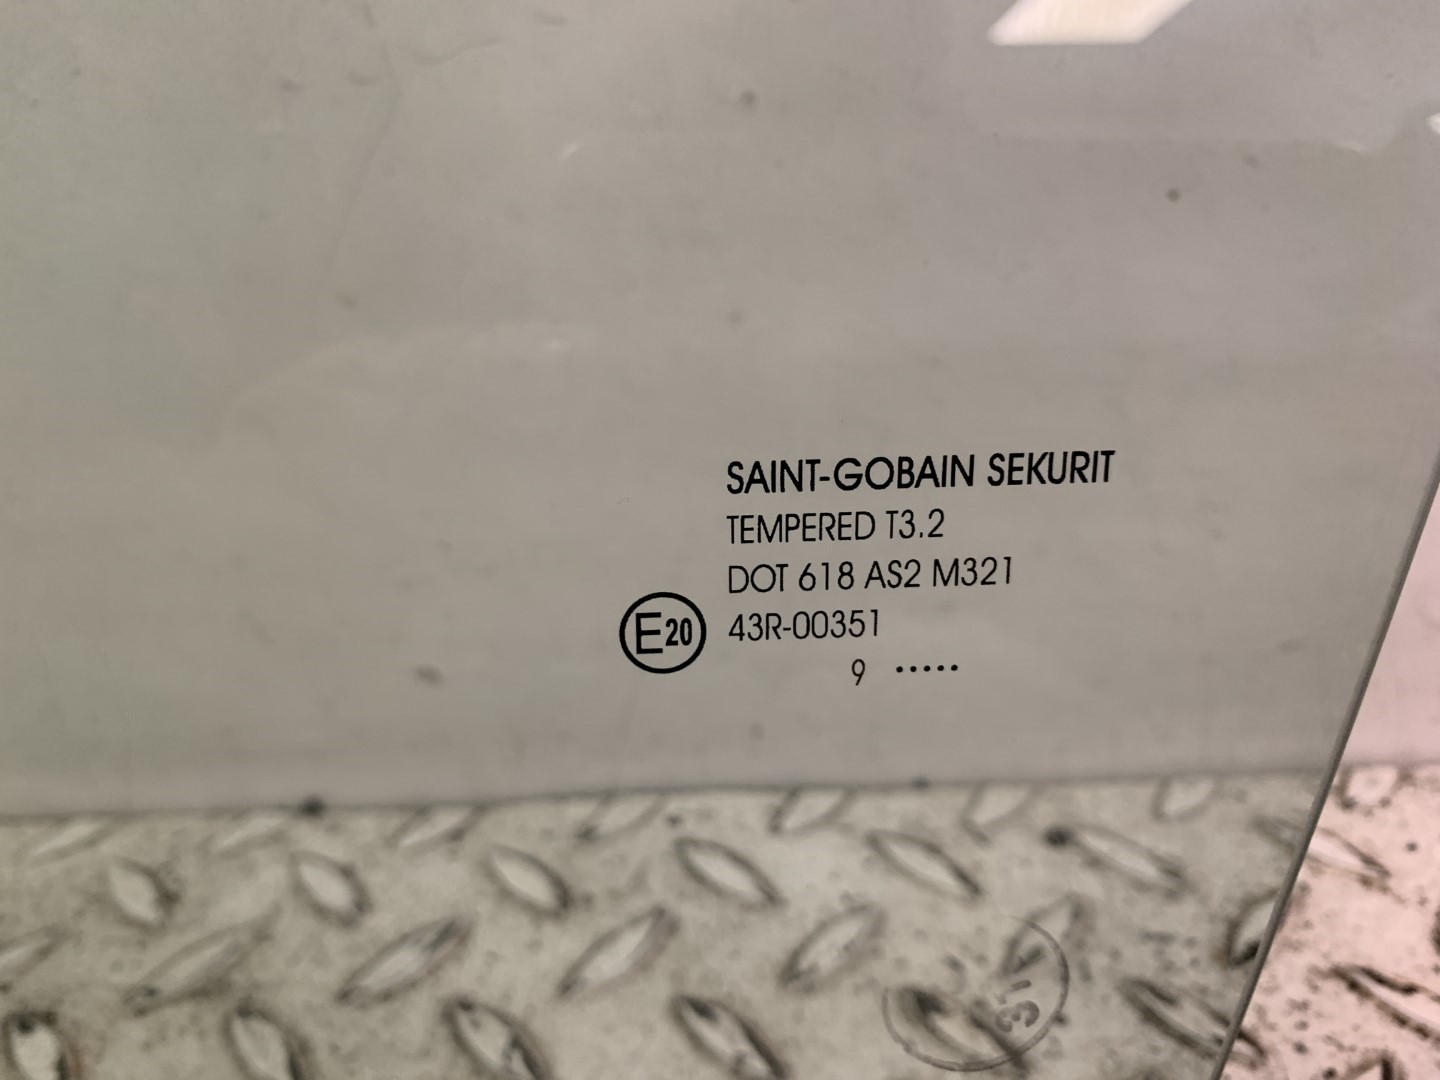 SAINT-GOBAIN SEKURIT
TEMPERED T3.2
DOT 618 AS2 M321
E20 43R-00351
9 •••••